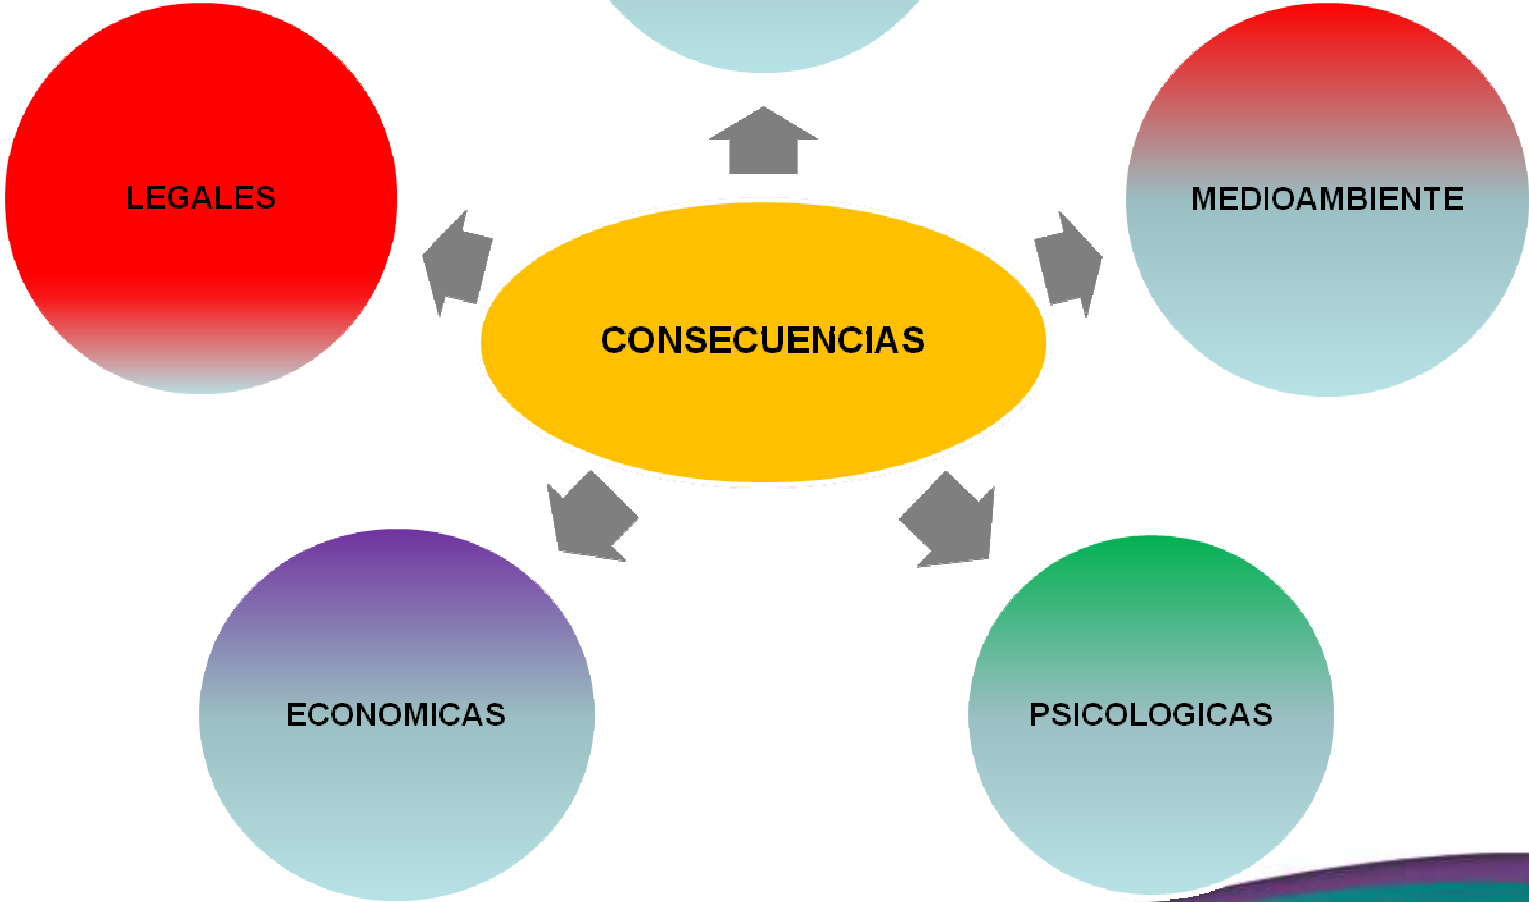 LEGALES
MEDIOAMBIENTE
CONSECUENCIAS
ECONOMICAS
PSICOLOGICAS